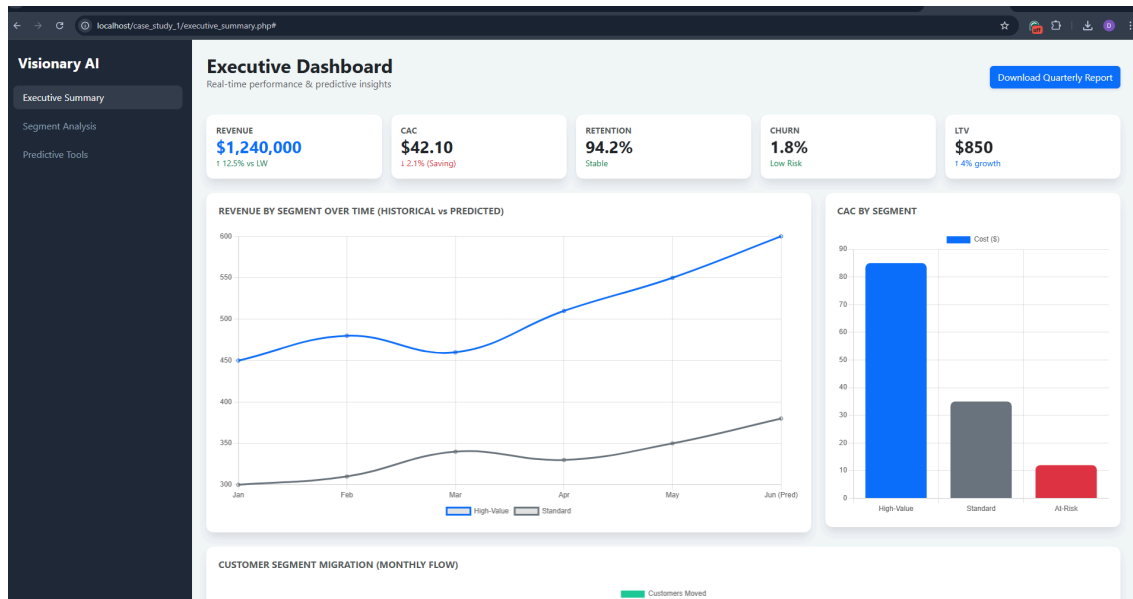 localhost/case_study_1/executive_summary.php#
off
D
Visionary AI
Executive Summary
Segment Analysis
Predictive Tools
Executive Dashboard
Real-time performance & predictive insights
Download Quarterly Report
REVENUE
$1,240,000
↑ 12.5% vs LW
CAC
$42.10
↓ 2.1% (Saving)
RETENTION
94.2%
Stable
CHURN
1.8%
Low Risk
LTV
$850
↑ 4% growth
REVENUE BY SEGMENT OVER TIME (HISTORICAL vs PREDICTED)
600
550
500
450
400
350
300
Jan Feb Mar Apr May Jun (Pred)
High-Value Standard
CAC BY SEGMENT
Cost ($)
90
80
70
60
50
40
30
20
10
0
High-Value Standard At-Risk
CUSTOMER SEGMENT MIGRATION (MONTHLY FLOW)
Customers Moved